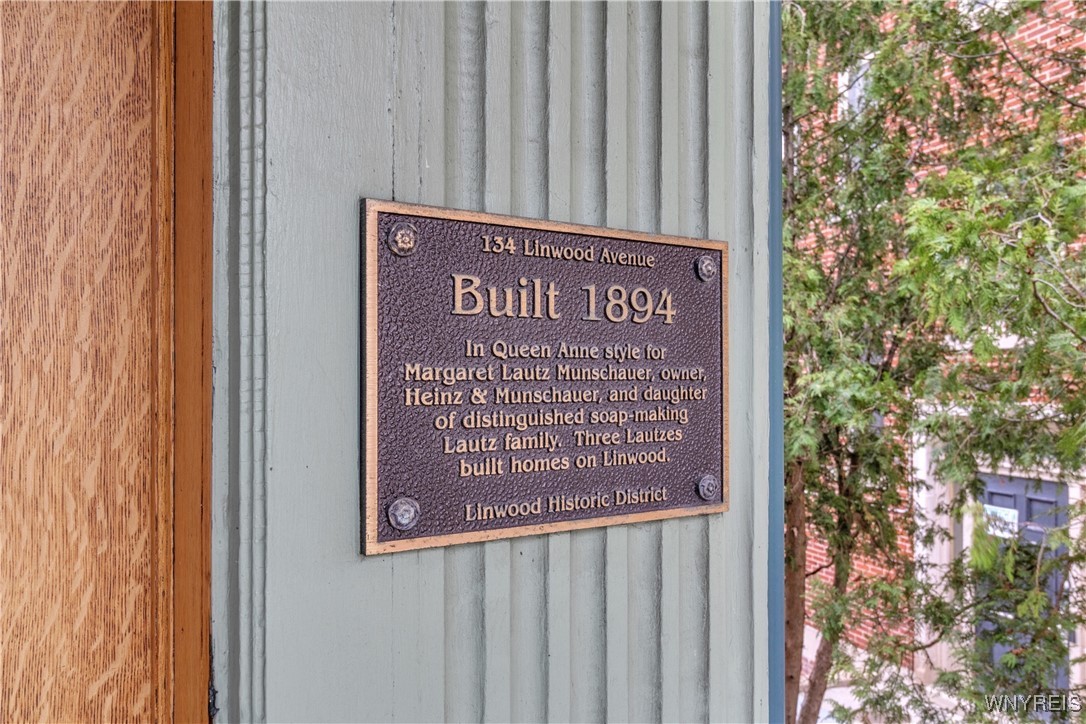 134 Linwood Avenue
Built 1894
In Queen Anne style for
Margaret Lautz Munschauer, owner,
Heinz & Munschauer, and daughter
of distinguished soap-making
Lautz family. Three Lautzes
built homes on Linwood.
Linwood Historic District
WNYREIS